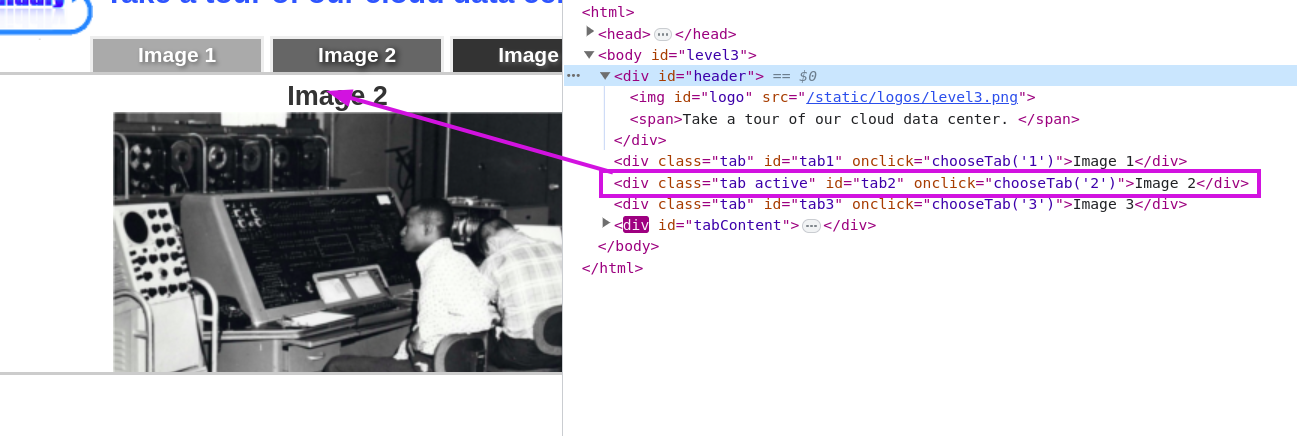 Take a tour of our cloud data
Image 1 Image 2 Image
Image 2
<html>
<head>…</head>
<body id="level3">
<div id="header"> == $0
<img id="logo" src="/static/logos/level3.png">
<span>Take a tour of our cloud data center. </span>
</div>
<div class="tab" id="tab1" onclick="chooseTab('1')">Image 1</div>
<div class="tab active" id="tab2" onclick="chooseTab('2')">Image 2</div>
<div class="tab" id="tab3" onclick="chooseTab('3')">Image 3</div>
<div id="tabContent">…</div>
</body>
</html>